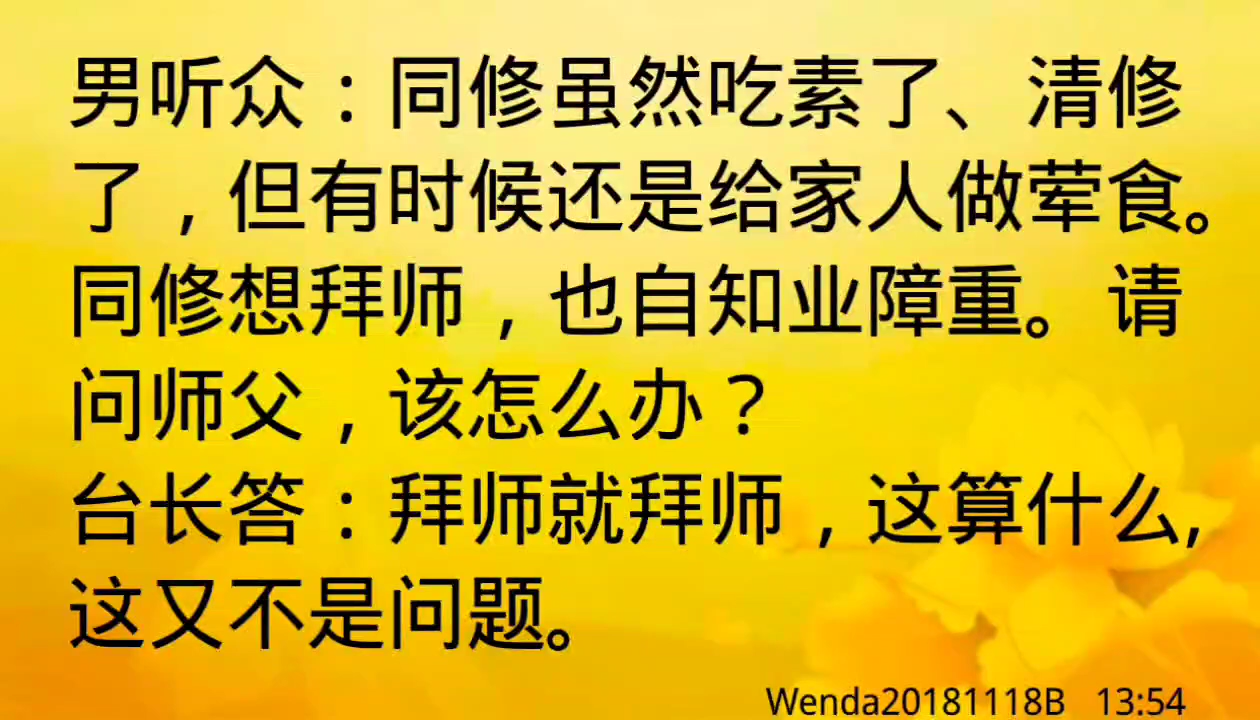 男听众：同修虽然吃素了、清修
了，但有时候还是给家人做荤食。
同修想拜师，也自知业障重。请
问师父，该怎么办？
台长答：拜师就拜师，这算什么，
这又不是问题。
Wenda20181118B 13:54